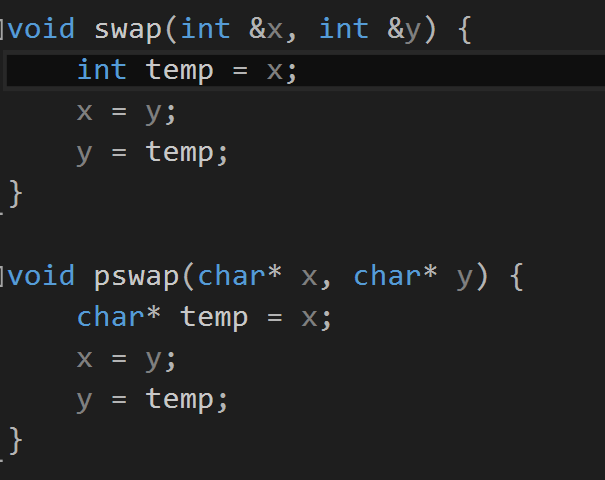 void swap(int &x, int &y) {
    int temp = x;
    x = y;
    y = temp;
}
void pswap(char* x, char* y) {
    char* temp = x;
    x = y;
    y = temp;
}